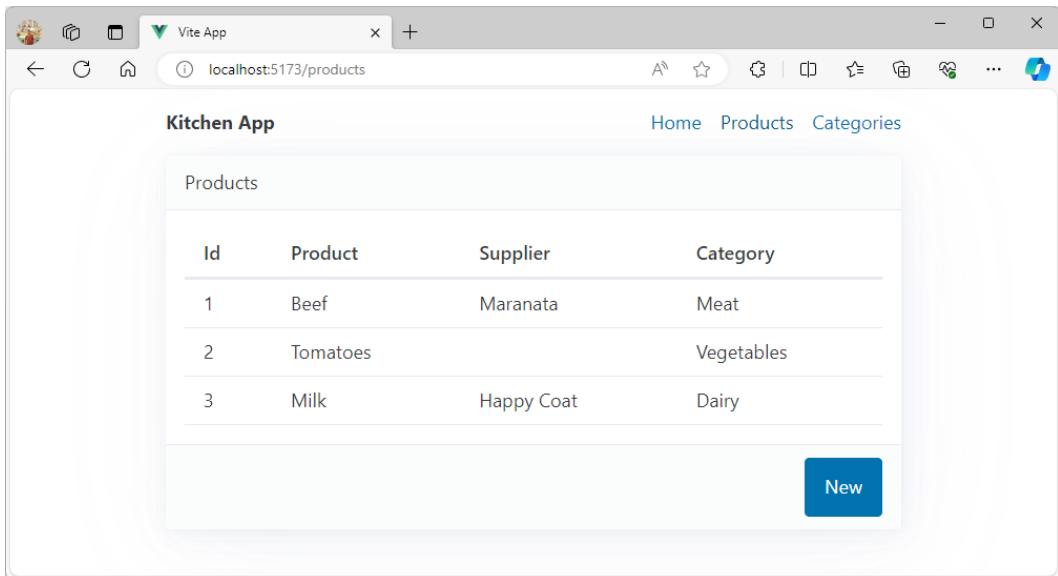 Vite App
localhost:5173/products
Kitchen App Home Products Categories
Products
Id Product Supplier Category
1 Beef Maranata Meat
2 Tomatoes Vegetables
3 Milk Happy Coat Dairy
New